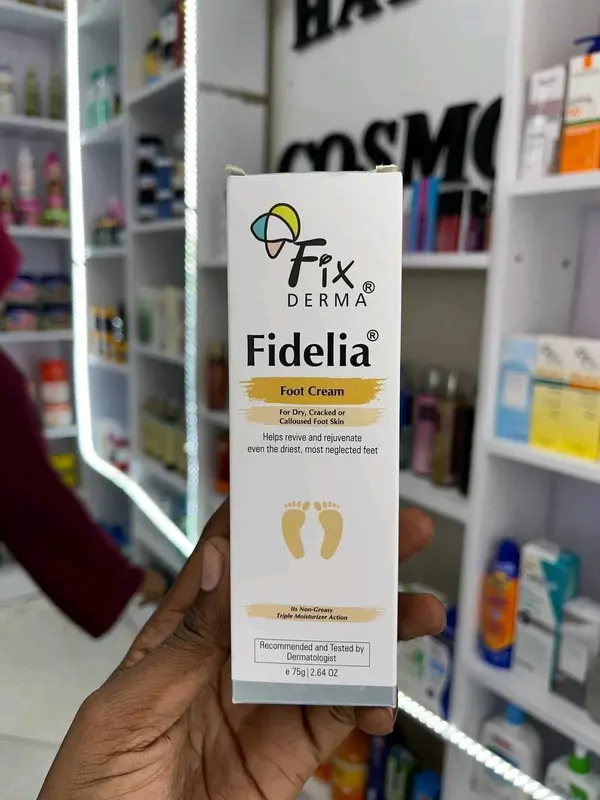 COSMO
Fix®
DERMA
Fidelia®
Foot Cream
For Dry, Cracked or
Calloused Foot Skin
Helps revive and rejuvenate
even the driest, most neglected feet
Its Non-Greasy
Triple Moisturizer Action
Recommended and Tested by
Dermatologist
e 75g | 2.64 OZ